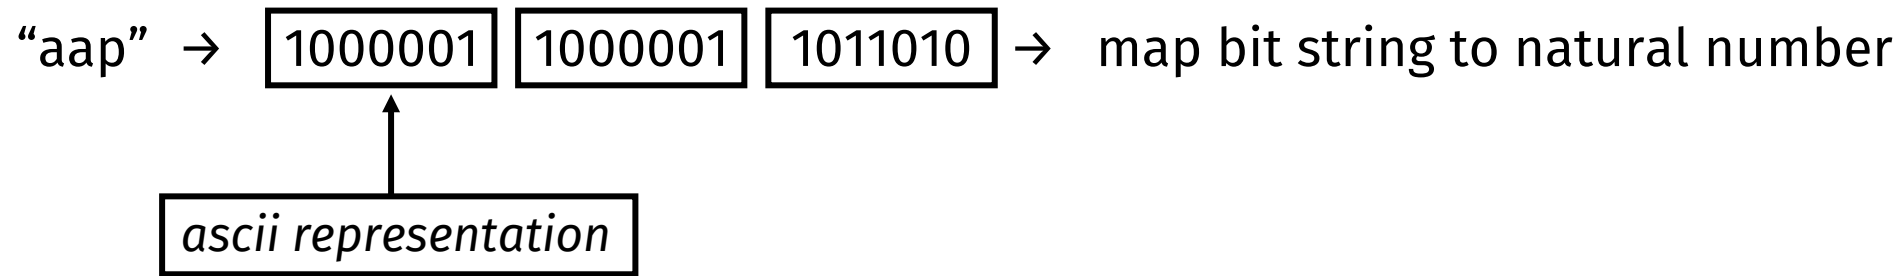 “aap” → 1000001 1000001 1011010 → map bit string to natural number
ascii representation